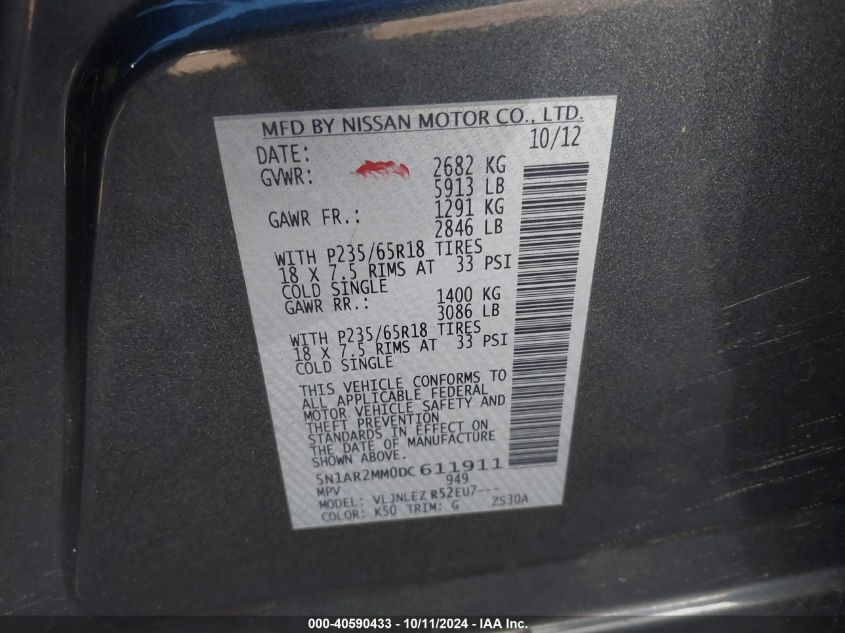 MFD BY NISSAN MOTOR CO., LTD.
DATE: 10/12
GVWR: 2682 KG
5913 LB
GAWR FR.: 1291 KG
2846 LB
WITH P235/65R18 TIRES
18 X 7.5 RIMS AT 33 PSI
COLD SINGLE
GAWR RR.: 1400 KG
3086 LB
WITH P235/65R18 TIRES
18 X 7.5 RIMS AT 33 PSI
COLD SINGLE
THIS VEHICLE CONFORMS TO
ALL APPLICABLE FEDERAL
MOTOR VEHICLE SAFETY AND
THEFT PREVENTION
STANDARDS IN EFFECT ON
THE DATE OF MANUFACTURE
SHOWN ABOVE.
5N1AR2MM0DC611911
MPV 949
MODEL: VLJNLEZ R52EU7---
COLOR: K50 TRIM: G ZS30A
000-40590433 - 10/11/2024 - IAA Inc.